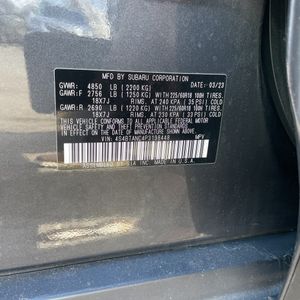 MFD. BY SUBARU CORPORATION DATE: 03/23
GVWR: 4850 LB (2200 KG)
GAWR:F 2756 LB (1250 KG) WITH 225/60R18 100H TIRES,
18X7J RIMS, AT 240 KPA (35 PSI) COLD
GAWR:R 2690 LB (1220 KG) WITH 225/60R18 100H TIRES,
18X7J RIMS, AT 230 KPA (33 PSI) COLD
THIS VEHICLE CONFORMS TO ALL APPLICABLE FEDERAL MOTOR
VEHICLE SAFETY, BUMPER, AND THEFT PREVENTION STANDARDS IN
EFFECT ON THE DATE OF MANUFACTURE SHOWN ABOVE.
VIN: MPV
MADE IN U.S.A.